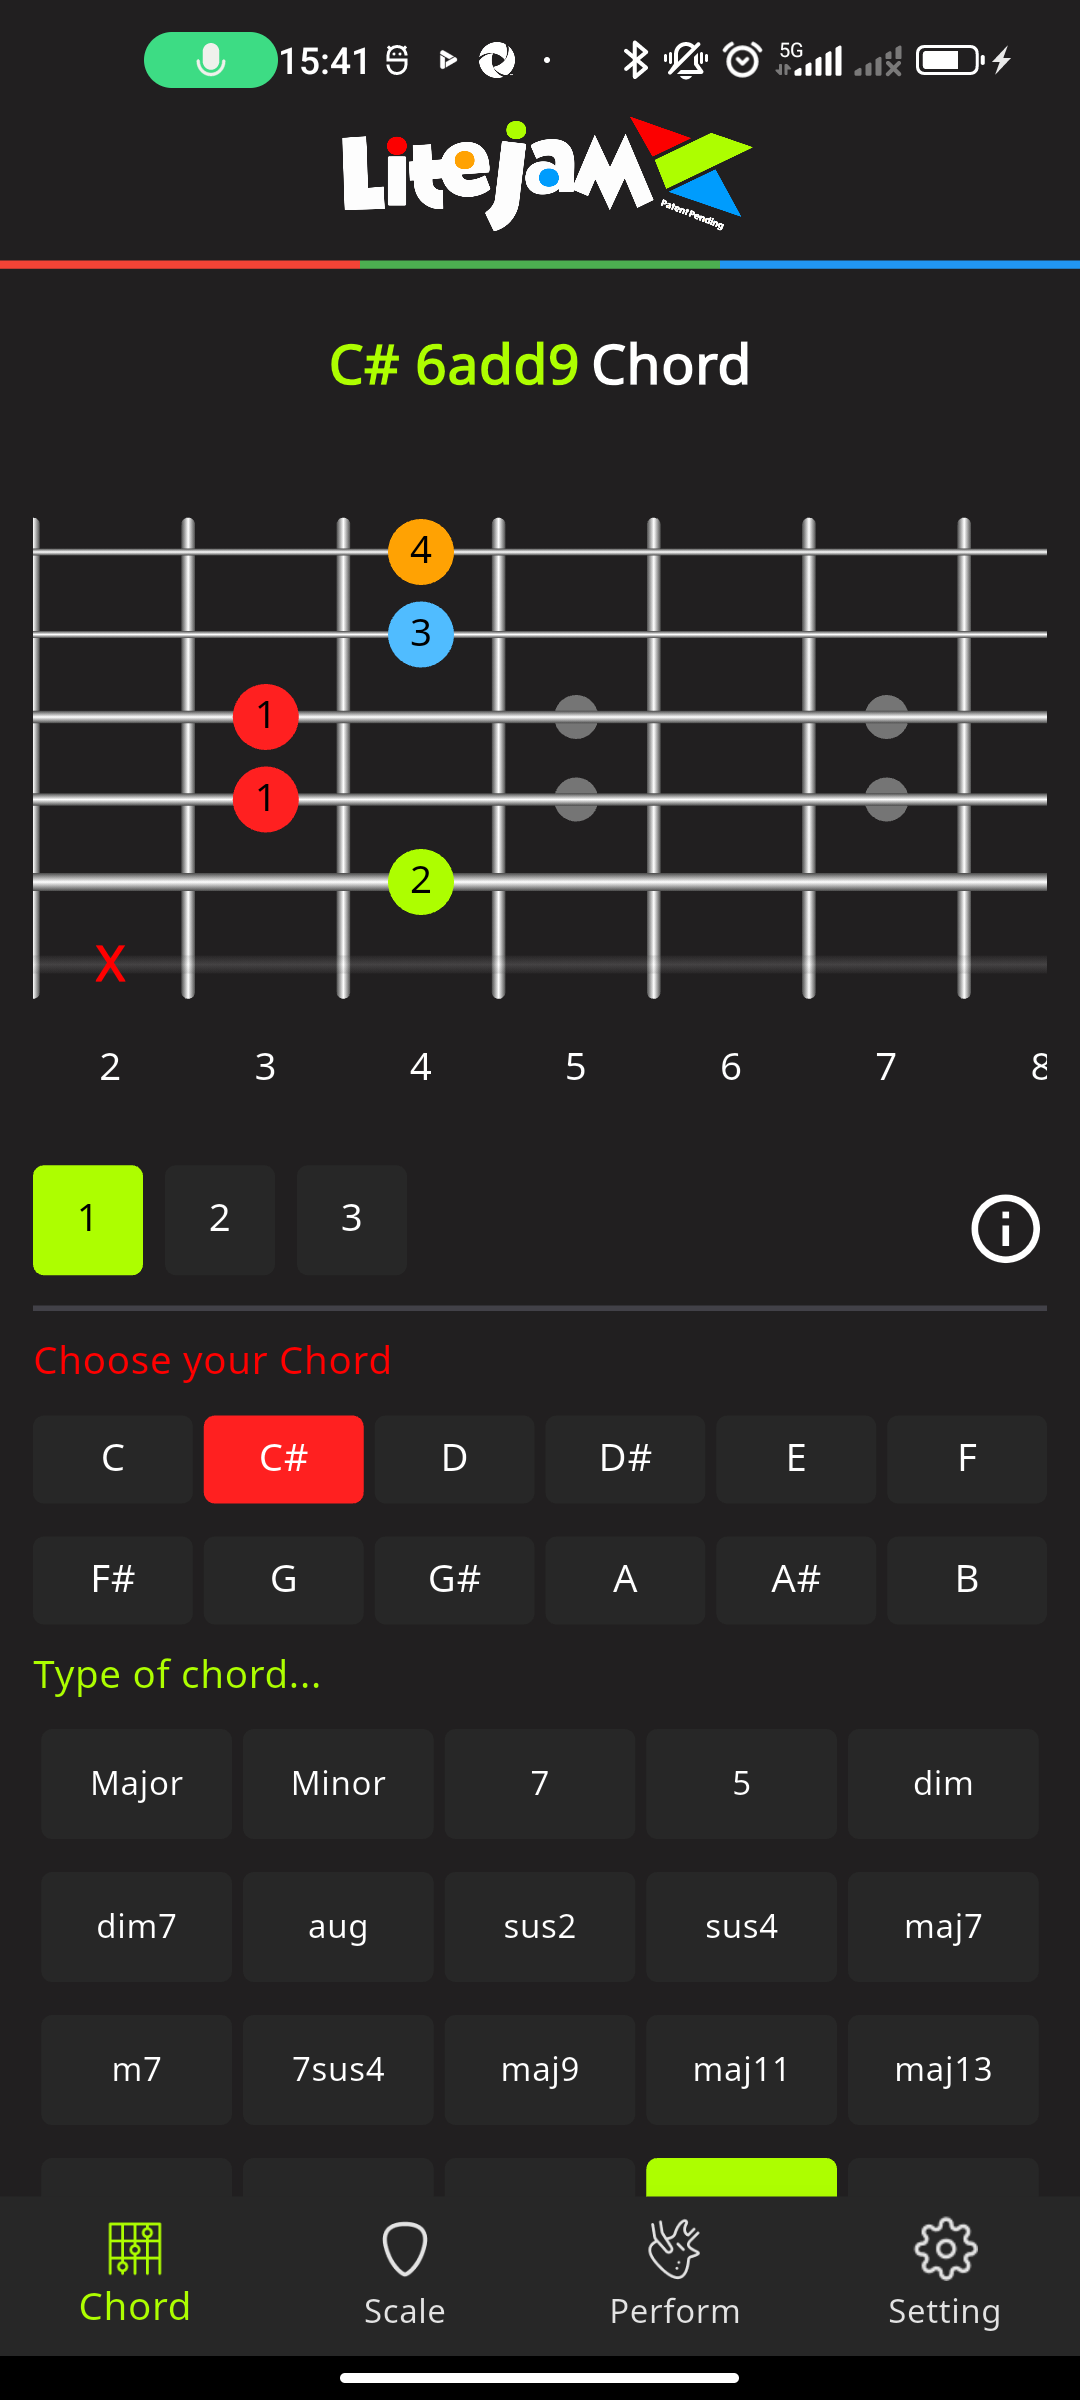 15:41 5G
Litejam
Patent Pending
C# 6add9 Chord
4
3
1
1
2
X
2 3 4 5 6 7 8
1 2 3
Choose your Chord
C C# D D# E F
F# G G# A A# B
Type of chord...
Major Minor 7 5 dim
dim7 aug sus2 sus4 maj7
m7 7sus4 maj9 maj11 maj13
Chord Scale Perform Setting